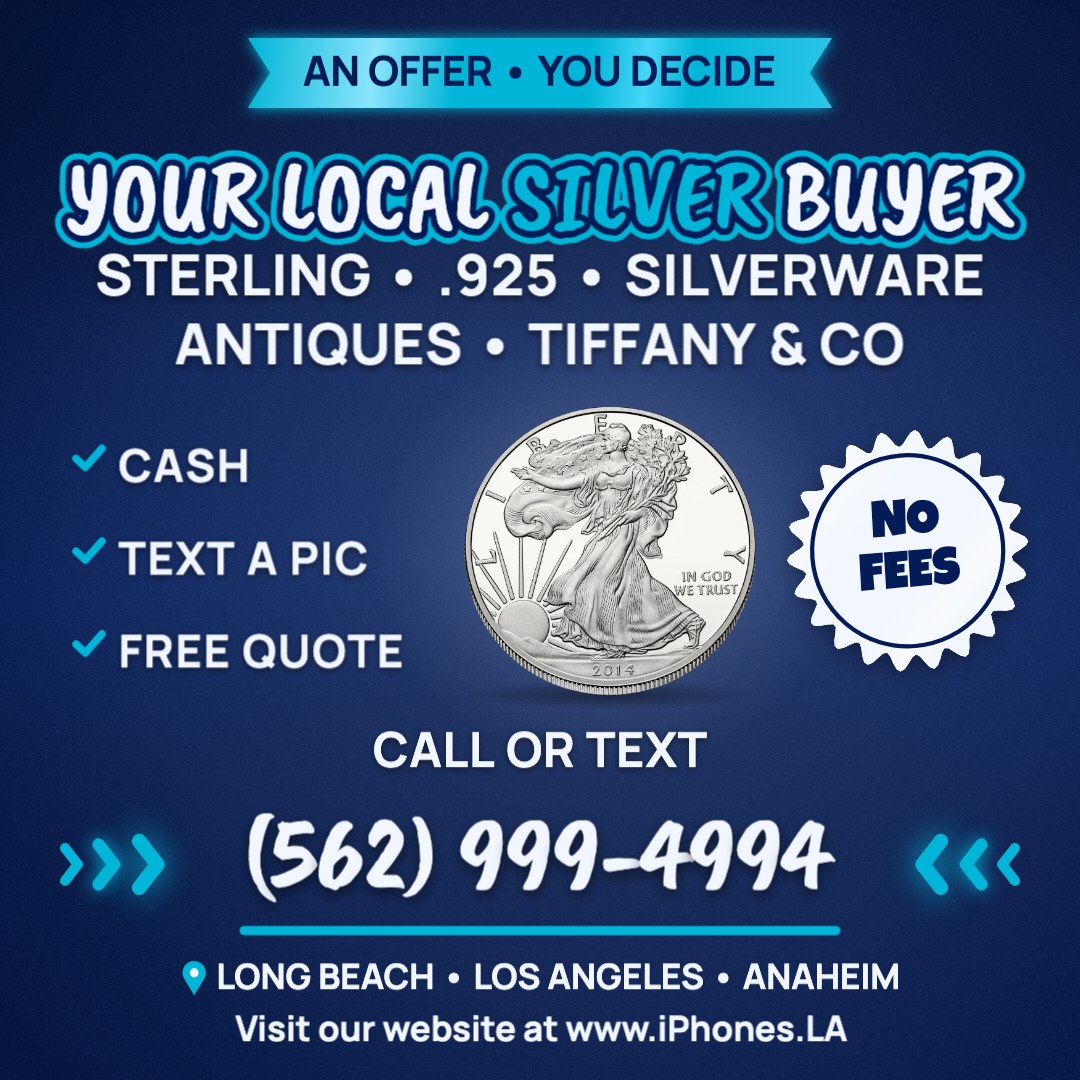 AN OFFER • YOU DECIDE
YOUR LOCAL SILVER BUYER
STERLING • .925 • SILVERWARE
ANTIQUES • TIFFANY & CO
CASH
TEXT A PIC
FREE QUOTE
LIBERTY
IN GOD
WE TRUST
2014
NO
FEES
CALL OR TEXT
(562) 999-4994
LONG BEACH • LOS ANGELES • ANAHEIM
Visit our website at www.iPhones.LA